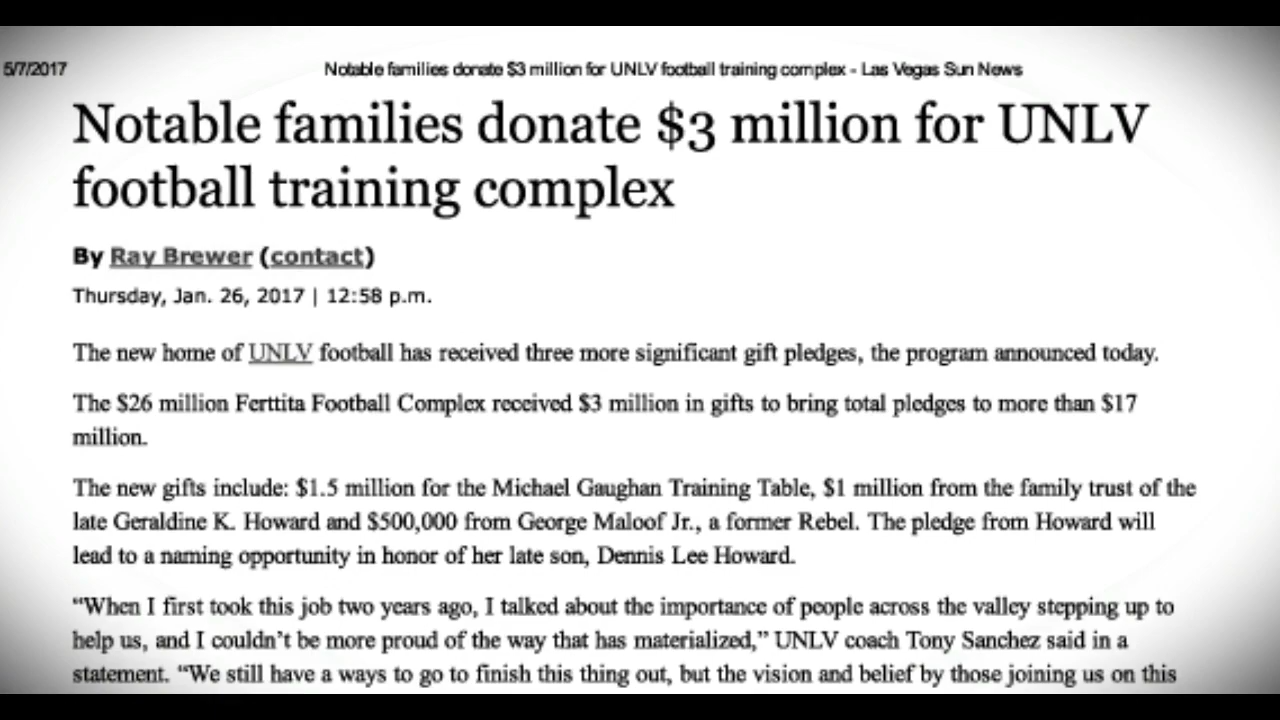 5/7/2017
Notable families donate $3 million for UNLV football training complex - Las Vegas Sun News
Notable families donate $3 million for UNLV
football training complex
By Ray Brewer (contact)
Thursday, Jan. 26, 2017 | 12:58 p.m.
The new home of UNLV football has received three more significant gift pledges, the program announced today.
The $26 million Ferttita Football Complex received $3 million in gifts to bring total pledges to more than $17
million.
The new gifts include: $1.5 million for the Michael Gaughan Training Table, $1 million from the family trust of the
late Geraldine K. Howard and $500,000 from George Maloof Jr., a former Rebel. The pledge from Howard will
lead to a naming opportunity in honor of her late son, Dennis Lee Howard.
“When I first took this job two years ago, I talked about the importance of people across the valley stepping up to
help us, and I couldn’t be more proud of the way that has materialized,” UNLV coach Tony Sanchez said in a
statement. “We still have a ways to go to finish this thing out, but the vision and belief by those joining us on this